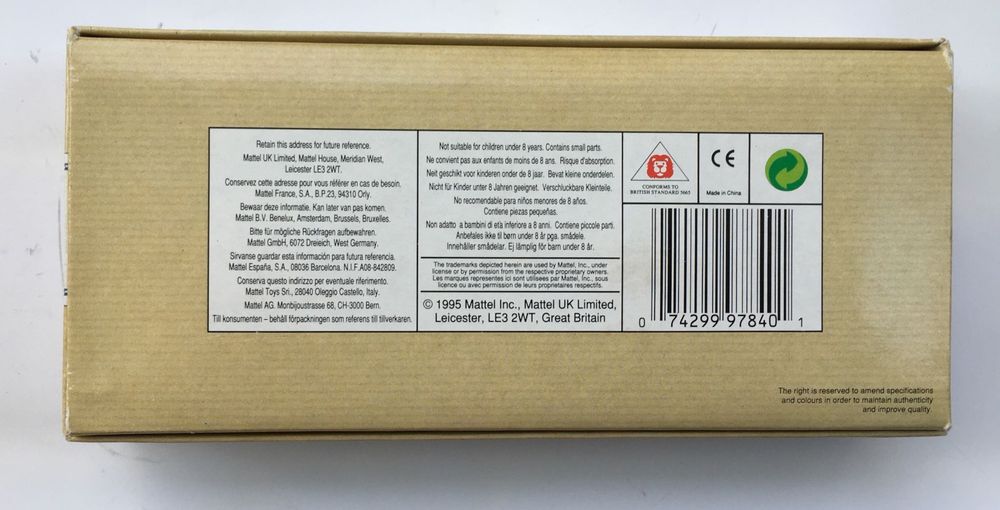 Retain this address for future reference.
Mattel UK Limited, Mattel House, Meridian West,
Leicester LE3 2WT.
Conservez cette adresse pour vous référer en cas de besoin.
Mattel France, S.A., B.P.23, 94310 Orly.
Bewaar deze informatie. Kan later van pas komen.
Mattel B.V. Benelux, Amsterdam, Brussels, Bruxelles.
Bitte für mögliche Rückfragen aufbewahren.
Mattel GmbH, 6072 Dreieich, West Germany.
Sirvanse guardar esta información para futura referencia.
Mattel España, S.A., 08036 Barcelona. N.I.F.A08-842809.
Conserva questo indirizzo per eventuale riferimento.
Mattel Toys Sri., 28040 Oleggio Castello, Italy.
Mattel AG. Monbijoustrasse 68, CH-3000 Bern.
Till konsumenten – behåll förpackningen som referens till tillverkaren.
Not suitable for children under 8 years. Contains small parts.
Ne convient pas aux enfants de moins de 8 ans. Risque d'absorption.
Neit geschikt voor kinderen onder de 8 jaar. Bevat kleine onderdelen.
Nicht für Kinder unter 8 Jahren geeignet. Verschluckbare Kleinteile.
No recomendable para niños menores de 8 años.
Contiene piezas pequeñas.
Non adatto a bambini di età inferiore a 8 anni. Contiene piccole parti.
Anbefales ikke til børn under 8 år pga. smådele.
Innehåller smådelar. Ej lämplig för barn under 8 år.
The trademarks depicted herein are used by Mattel, Inc., under
license or by permission from the respective proprietary owners.
Les marques representes ici sont utilisees par Mattel, Inc., sous
licence ou avec permission de leurs proprietaires respectifs.
© 1995 Mattel Inc., Mattel UK Limited,
Leicester, LE3 2WT, Great Britain
CONFORMS TO
BRITISH STANDARD 5665
CE
Made in China
0 74299 97840 1
The right is reserved to amend specifications
and colours in order to maintain authenticity
and improve quality.